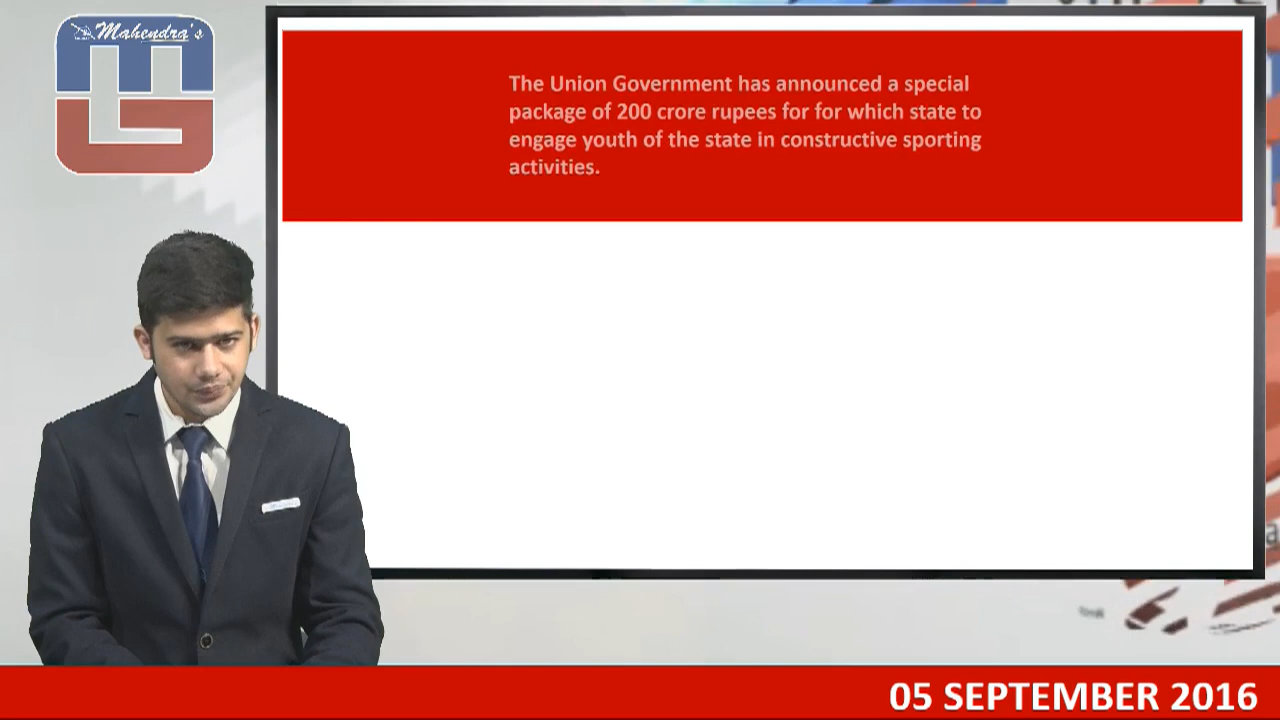 Mahendra's
The Union Government has announced a special
package of 200 crore rupees for for which state to
engage youth of the state in constructive sporting
activities.
05 SEPTEMBER 2016